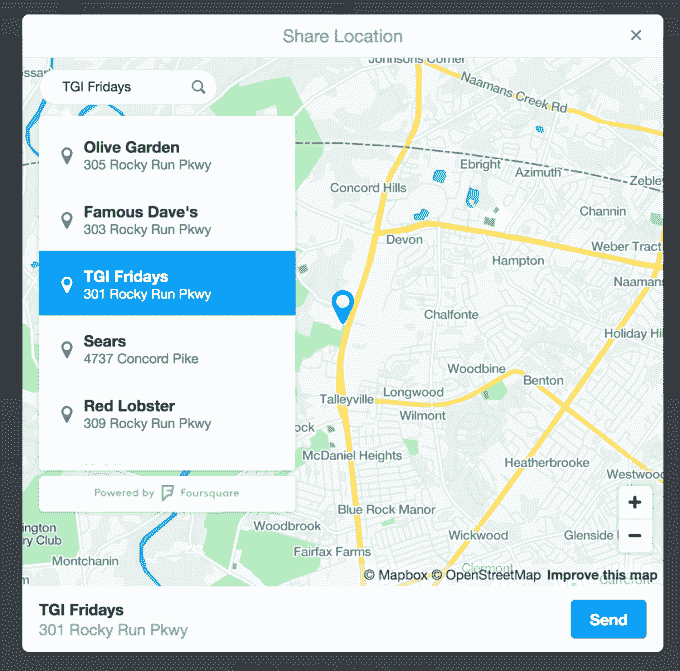 Share Location
Johnsons Corner
Naamans Creek Rd
TGI Fridays
Olive Garden
305 Rocky Run Pkwy
Famous Dave's
303 Rocky Run Pkwy
TGI Fridays
301 Rocky Run Pkwy
Sears
4737 Concord Pike
Red Lobster
309 Rocky Run Pkwy
Powered by Foursquare
Ebright
Azimuth
Zebley
Concord Hills
Channin
Devon
Weber Tract
Hampton
Naaman
Chalfonte
Holiday Hi
Woodbine
Benton
Talleyville
Longwood
Wilmont
ock
McDaniel Heights
Heatherbrooke
Westwoo
Blue Rock Manor
ington
ry Club
Woodbrook
Wickwood
Glenside
Fairfax Farms
Montchanin
Clermont
© Mapbox © OpenStreetMap Improve this map
+
−
TGI Fridays
301 Rocky Run Pkwy
Send